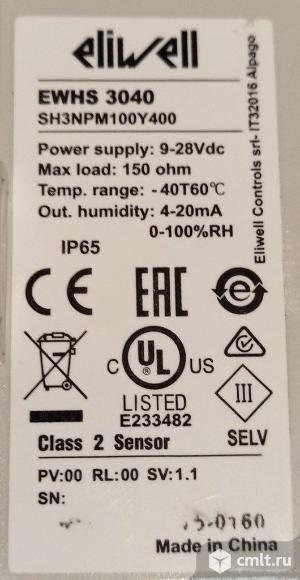 eliwell
EWHS 3040
SH3NPM100Y400
Power supply: 9-28Vdc
Max load: 150 ohm
Temp. range: -40T60°C
Out. humidity: 4-20mA
0-100%RH
Eliwell Controls srl- IT32016 Alpago
IP65
CE EAC e
C UL US
LISTED
E233482
III
Class 2 Sensor
SELV
PV:00 RL:00 SV:1.1
SN:
Made in China
cmlt.ru